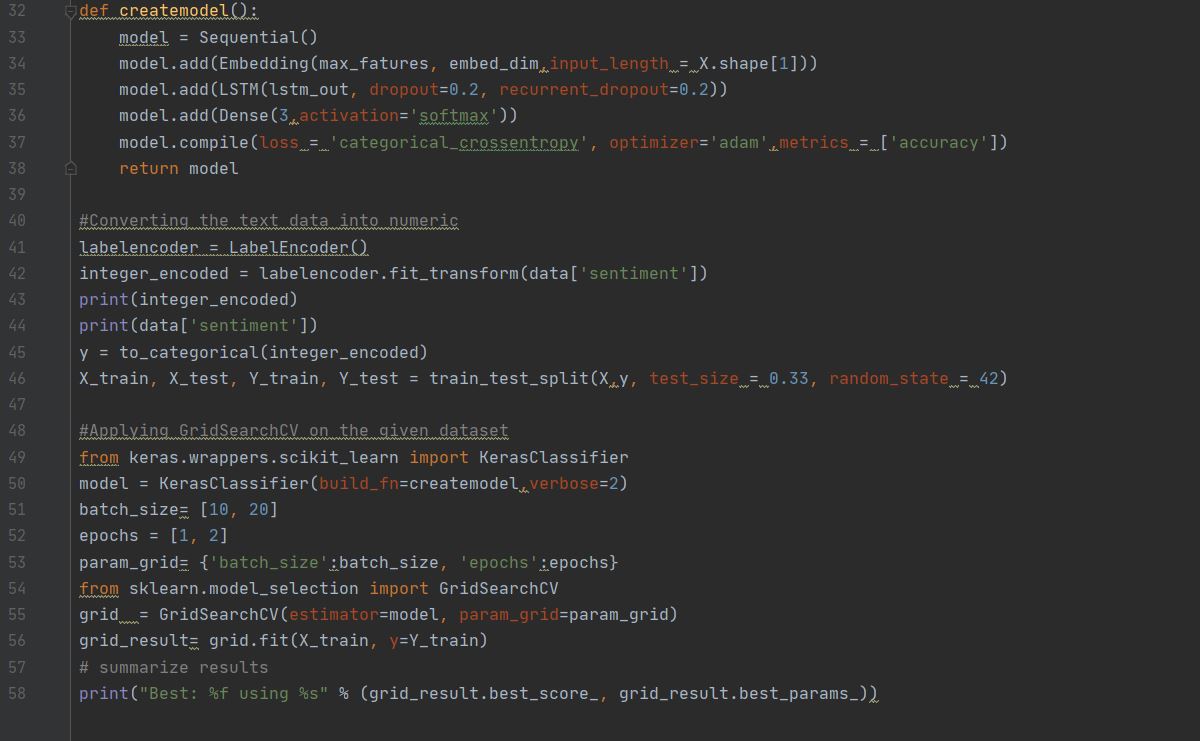 32 def createmodel():
33     model = Sequential()
34     model.add(Embedding(max_fatures, embed_dim,input_length = X.shape[1]))
35     model.add(LSTM(lstm_out, dropout=0.2, recurrent_dropout=0.2))
36     model.add(Dense(3,activation='softmax'))
37     model.compile(loss = 'categorical_crossentropy', optimizer='adam',metrics = ['accuracy'])
38     return model
39
40 #Converting the text data into numeric
41 labelencoder = LabelEncoder()
42 integer_encoded = labelencoder.fit_transform(data['sentiment'])
43 print(integer_encoded)
44 print(data['sentiment'])
45 y = to_categorical(integer_encoded)
46 X_train, X_test, Y_train, Y_test = train_test_split(X,y, test_size = 0.33, random_state = 42)
47
48 #Applying GridSearchCV on the given dataset
49 from keras.wrappers.scikit_learn import KerasClassifier
50 model = KerasClassifier(build_fn=createmodel,verbose=2)
51 batch_size= [10, 20]
52 epochs = [1, 2]
53 param_grid= {'batch_size':batch_size, 'epochs':epochs}
54 from sklearn.model_selection import GridSearchCV
55 grid  = GridSearchCV(estimator=model, param_grid=param_grid)
56 grid_result= grid.fit(X_train, y=Y_train)
57 # summarize results
58 print("Best: %f using %s" % (grid_result.best_score_, grid_result.best_params_))